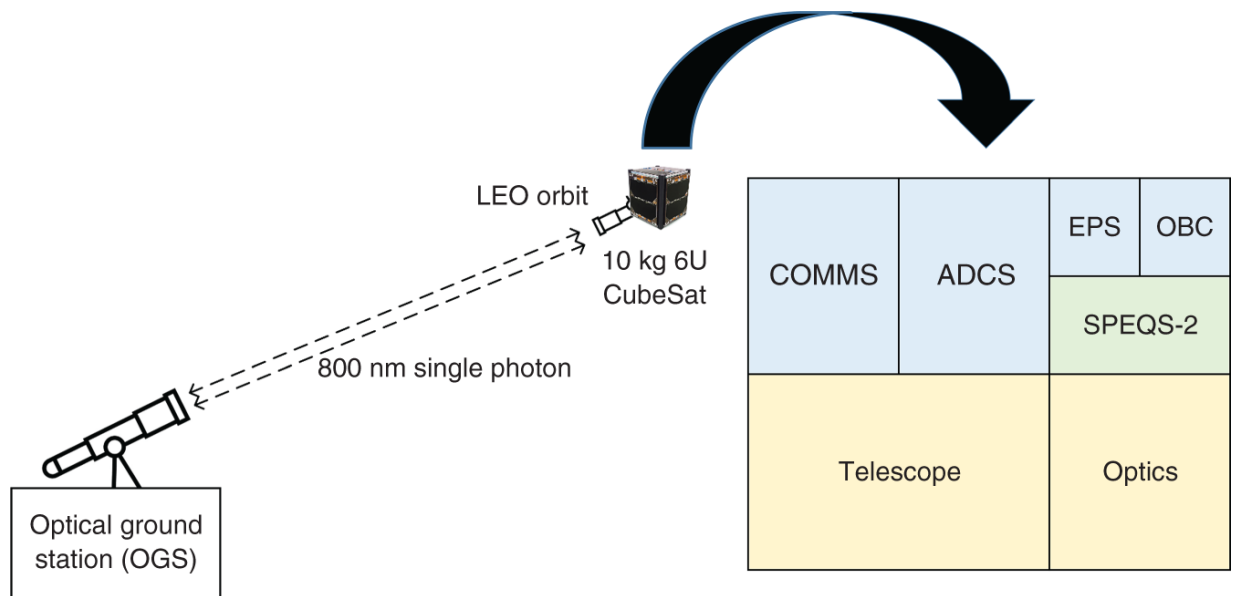 LEO orbit
10 kg 6U
CubeSat
800 nm single photon
Optical ground
station (OGS)
COMMS
ADCS
EPS
OBC
SPEQS-2
Telescope
Optics